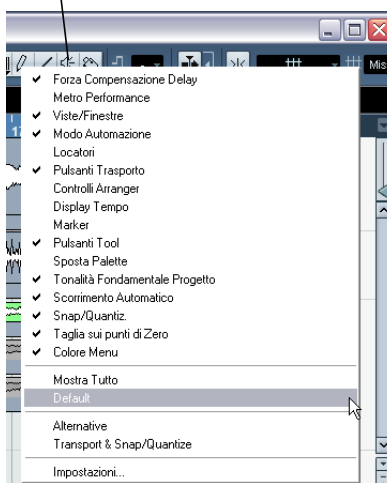 Mis
17
Forza Compensazione Delay
Metro Performance
Viste/Finestre
Modo Automazione
Locatori
Pulsanti Trasporto
Controlli Arranger
Display Tempo
Marker
Pulsanti Tool
Sposta Palette
Tonalità Fondamentale Progetto
Scorrimento Automatico
Snap/Quantiz.
Taglia sui punti di Zero
Colore Menu
Mostra Tutto
Default
Alternative
Transport & Snap/Quantize
Impostazioni...